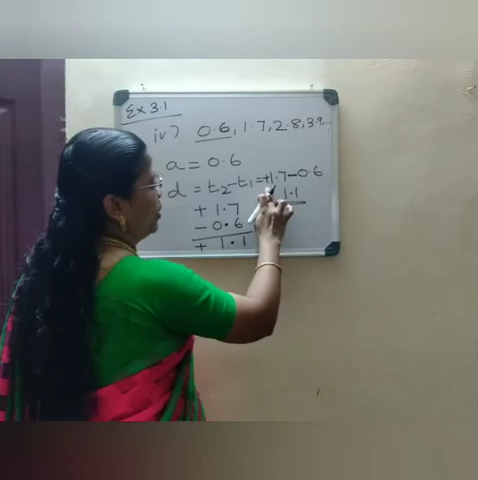 Ex 3.1
iv) 0.6, 1.7, 2.8, 3.9...
a = 0.6
d = t₂-t₁ = +1.7-0.6
1.1
+ 1.7
- 0.6
+ 1.1